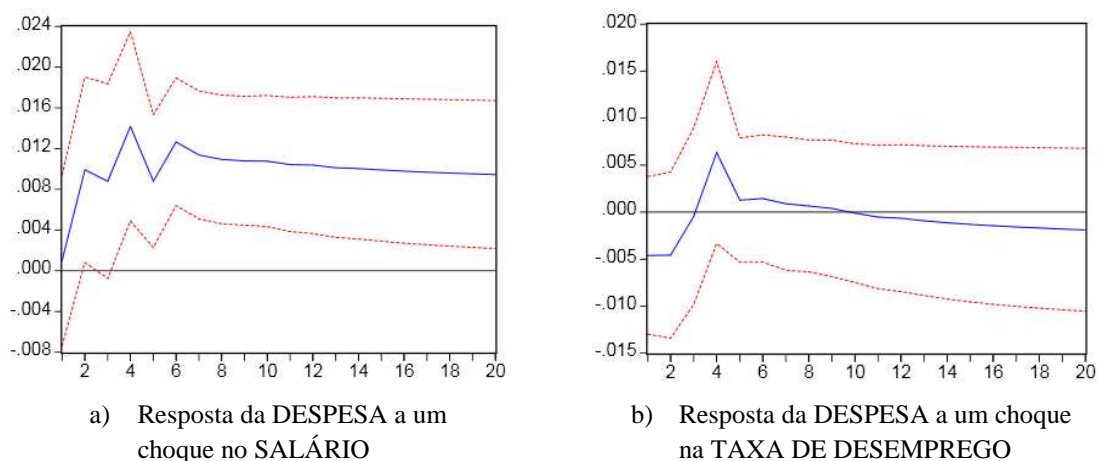 .024
.020
.016
.012
.008
.004
.000
-.004
-.008
2 4 6 8 10 12 14 16 18 20
a) Resposta da DESPESA a um
choque no SALÁRIO
.020
.015
.010
.005
.000
-.005
-.010
-.015
2 4 6 8 10 12 14 16 18 20
b) Resposta da DESPESA a um choque
na TAXA DE DESEMPREGO